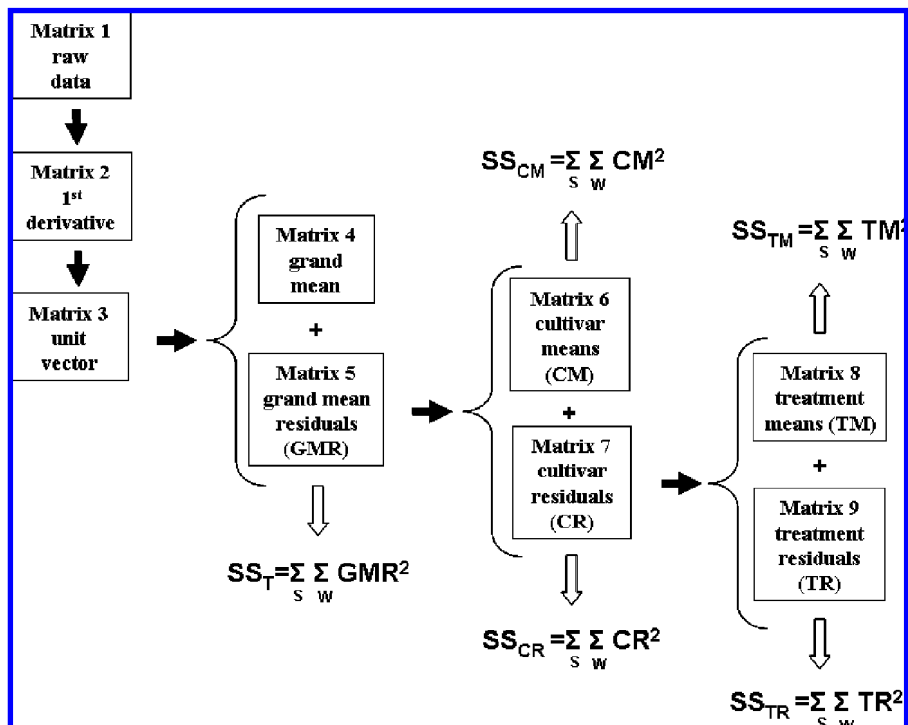 Matrix 1
raw
data
Matrix 2
1st
derivative
Matrix 3
unit
vector
Matrix 4
grand
mean
+
Matrix 5
grand mean
residuals
(GMR)
SST=Σ Σ GMR2
S W
SSCM=Σ Σ CM2
S W
Matrix 6
cultivar
means
(CM)
+
Matrix 7
cultivar
residuals
(CR)
SSCR=Σ Σ CR2
S W
SSTM=Σ Σ TM2
S W
Matrix 8
treatment
means (TM)
+
Matrix 9
treatment
residuals
(TR)
SSTR=Σ Σ TR2
S W